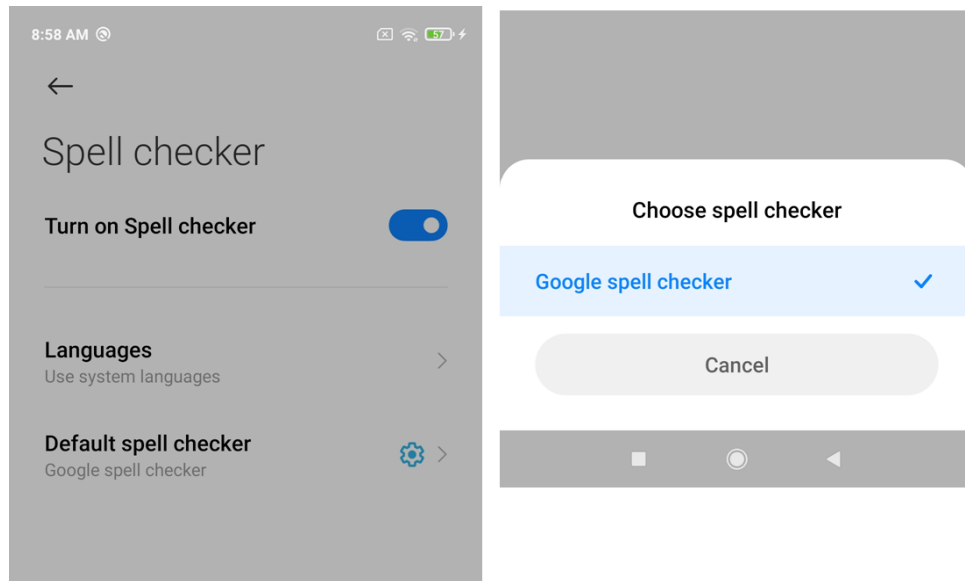 8:58 AM
57
Spell checker
Turn on Spell checker
Languages
Use system languages
Default spell checker
Google spell checker
Choose spell checker
Google spell checker
Cancel